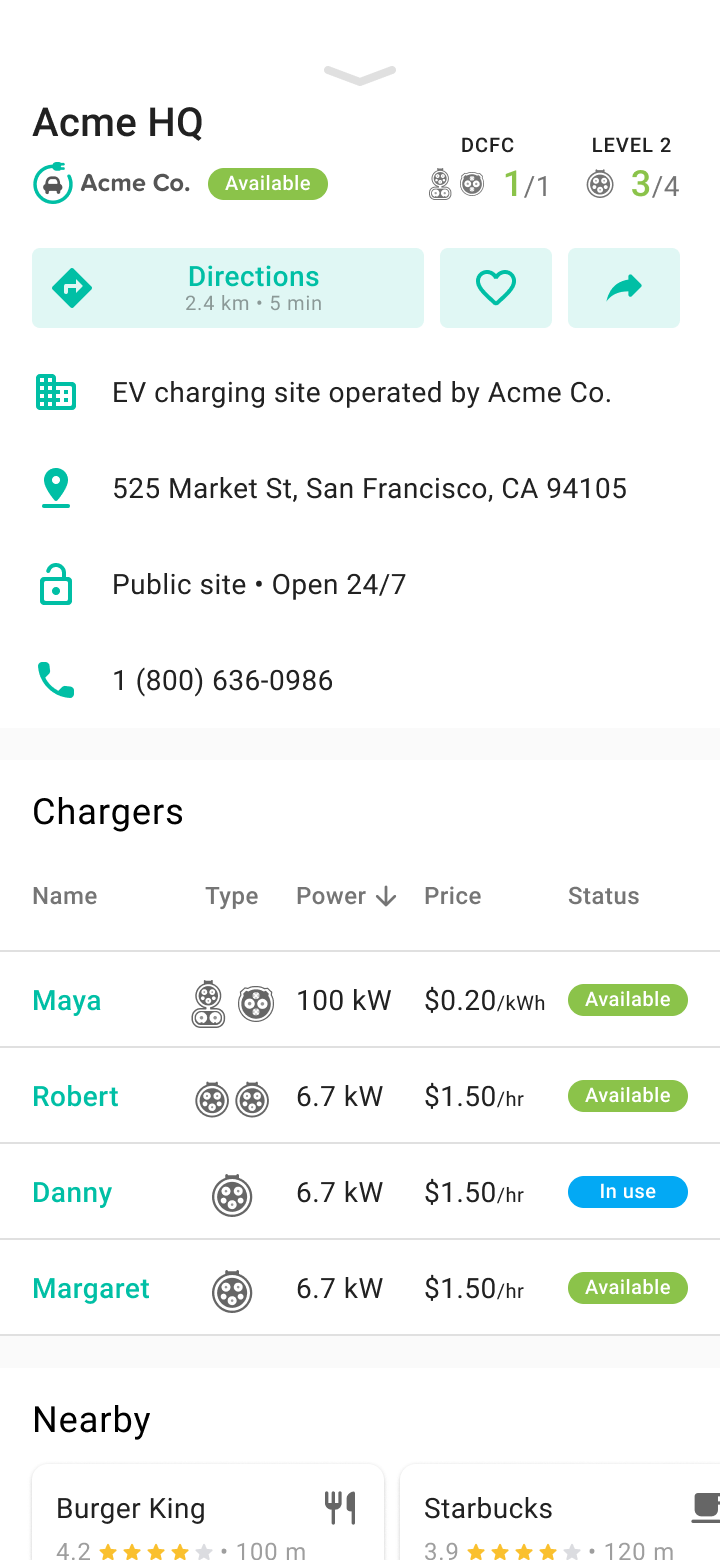 Acme HQ
DCFC
LEVEL 2
Acme Co.
Available
1/1
3/4
Directions
2.4 km • 5 min
EV charging site operated by Acme Co.
525 Market St, San Francisco, CA 94105
Public site • Open 24/7
1 (800) 636-0986
Chargers
Name Type Power Price Status
Maya 100 kW $0.20/kWh Available
Robert 6.7 kW $1.50/hr Available
Danny 6.7 kW $1.50/hr In use
Margaret 6.7 kW $1.50/hr Available
Nearby
Burger King
4.2 • 100 m
Starbucks
3.9 • 120 m